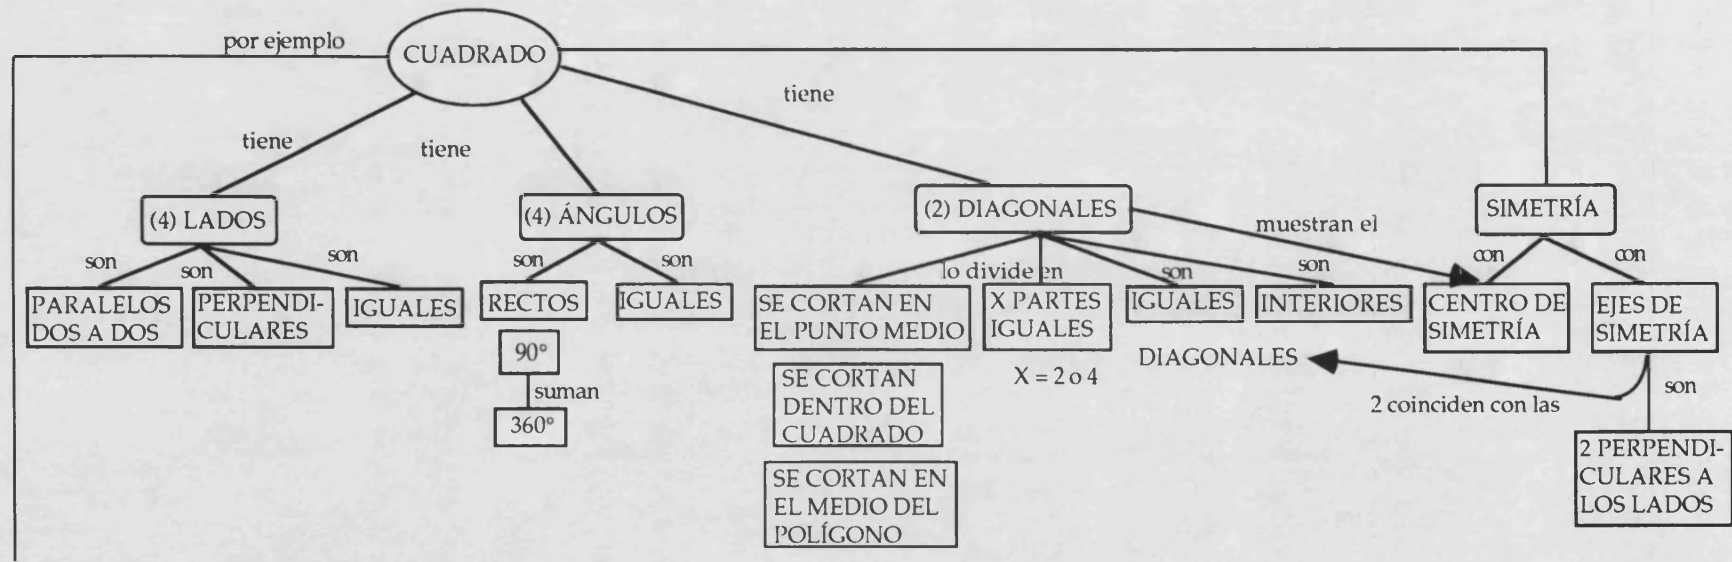 por ejemplo
CUADRADO
tiene
tiene
tiene
(4) LADOS
(4) ÁNGULOS
(2) DIAGONALES
muestran el
SIMETRÍA
son
son
son
son
son
lo divide en
son
son
con
con
PARALELOS
DOS A DOS
PERPENDI-
CULARES
IGUALES
RECTOS
IGUALES
SE CORTAN EN
EL PUNTO MEDIO
X PARTES
IGUALES
IGUALES
INTERIORES
CENTRO DE
SIMETRÍA
EJES DE
SIMETRÍA
90º
suman
360º
SE CORTAN
DENTRO DEL
CUADRADO
X = 2 o 4
DIAGONALES
2 coinciden con las
son
SE CORTAN EN
EL MEDIO DEL
POLÍGONO
2 PERPENDI-
CULARES A
LOS LADOS